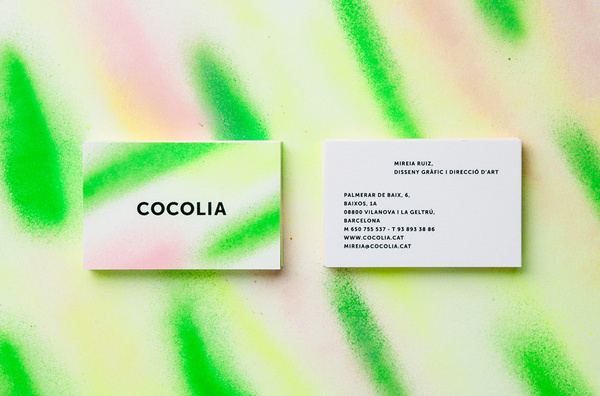 COCOLIA
MIREIA RUIZ,
DISSENY GRÀFIC I DIRECCIÓ D'ART
PALMERAR DE BAIX, 6,
BAIXOS, 1A
08800 VILANOVA I LA GELTRÚ,
BARCELONA
M 650 755 537 - T 93 893 38 86
WWW.COCOLIA.CAT
MIREIA@COCOLIA.CAT